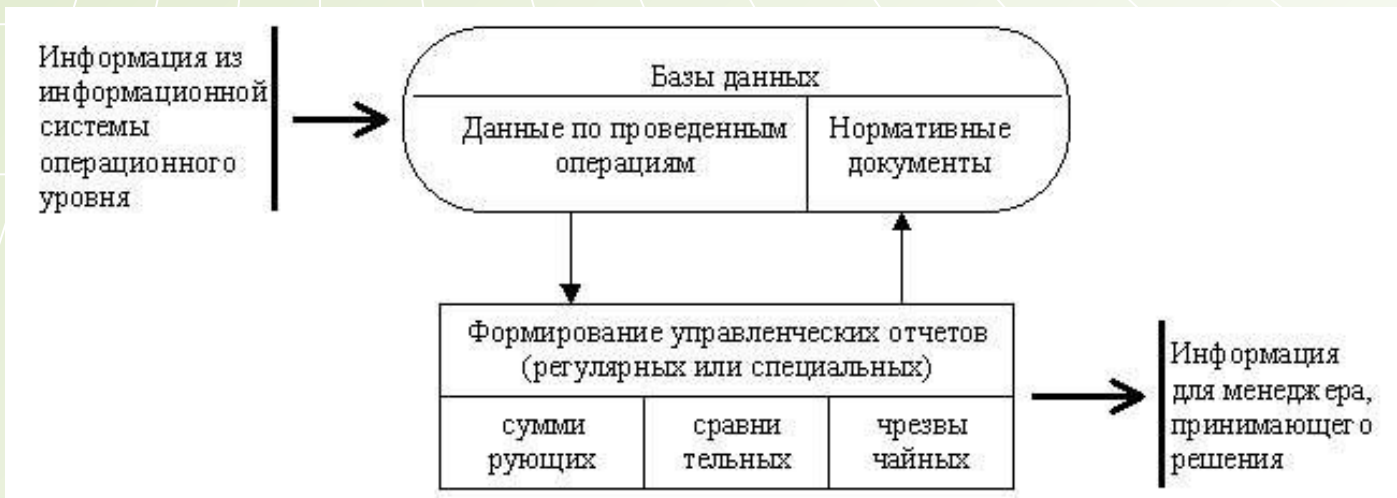 Информация из
информационной
системы
операционного
уровня
Базы данных
Данные по проведенным
операциям
Нормативные
документы
Формирование управленческих отчетов
(регулярных или специальных)
сумми
рующих
сравни
тельных
чрезвы
чайных
Информация
для менеджера,
принимающего
решения